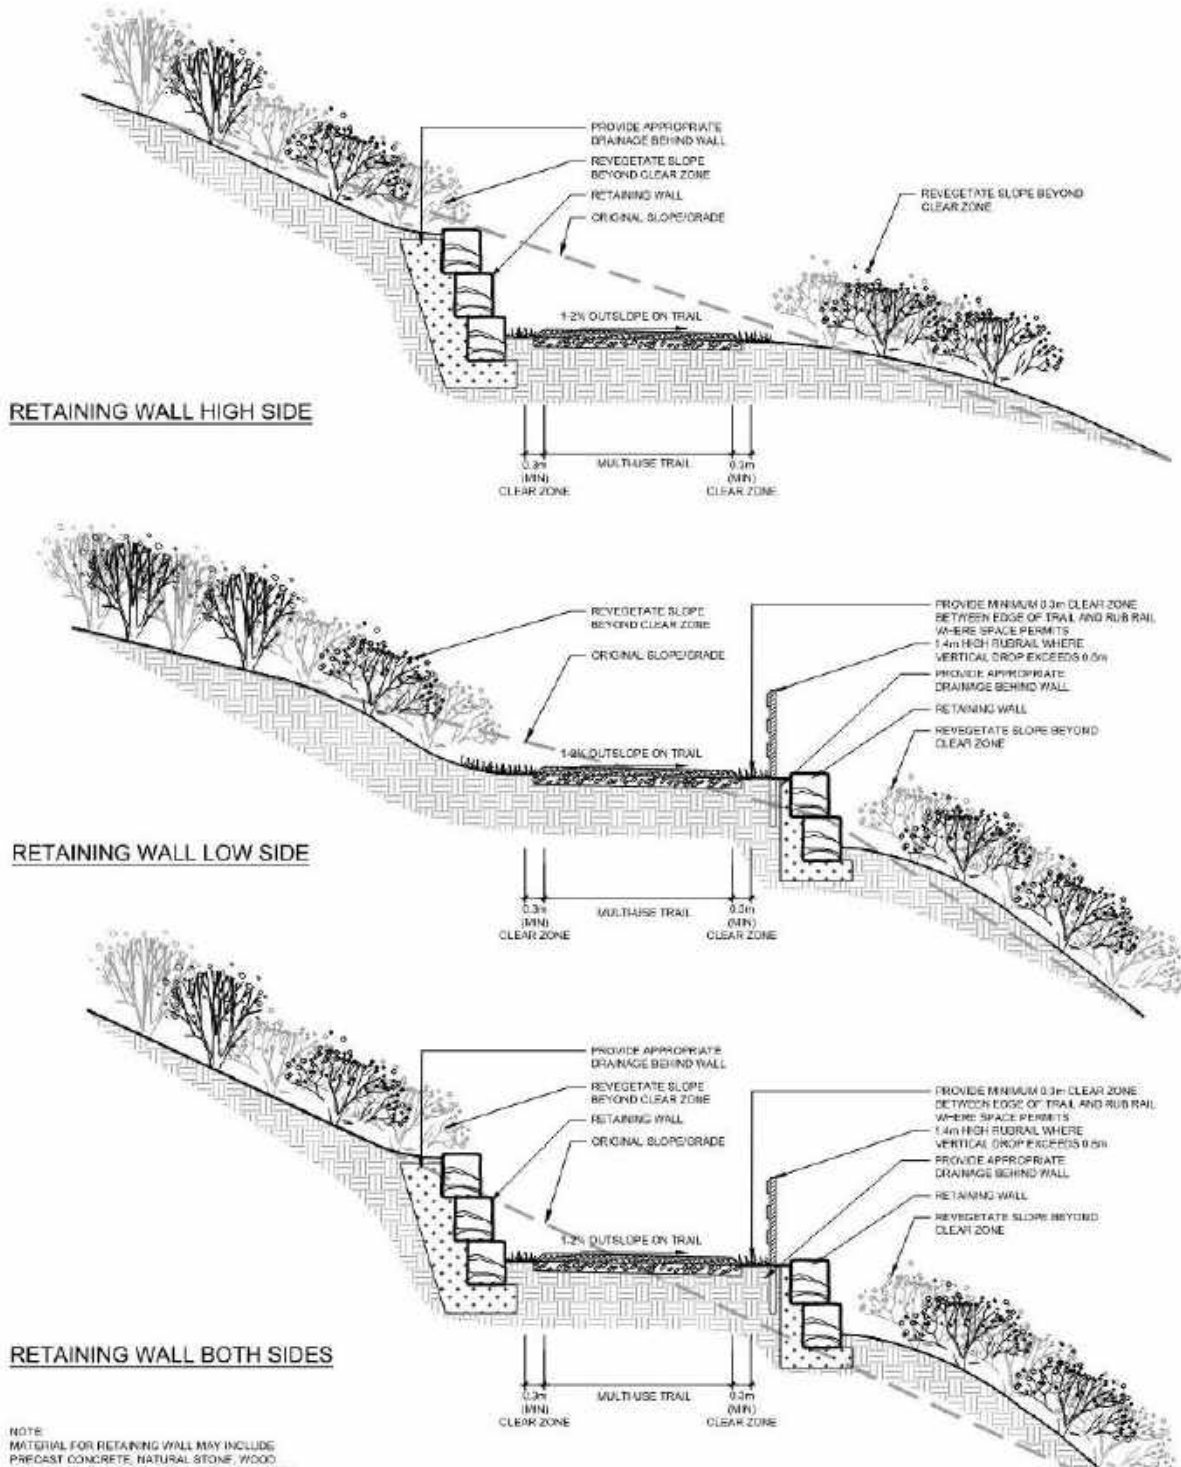 PROVIDE APPROPRIATE
DRAINAGE BEHIND WALL
REVEGETATE SLOPE
BEYOND CLEAR ZONE
RETAINING WALL
ORIGINAL SLOPE/GRADE
REVEGETATE SLOPE BEYOND
CLEAR ZONE
1-2% OUTSLOPE ON TRAIL
RETAINING WALL HIGH SIDE
0.3m
(MIN)
CLEAR ZONE
MULTI-USE TRAIL
0.3m
(MIN)
CLEAR ZONE
REVEGETATE SLOPE
BEYOND CLEAR ZONE
ORIGINAL SLOPE/GRADE
PROVIDE MINIMUM 0.3m CLEAR ZONE
BETWEEN EDGE OF TRAIL AND RUB RAIL
WHERE SPACE PERMITS
1.4m HIGH RUBRAIL WHERE
VERTICAL DROP EXCEEDS
PROVIDE APPROPRIATE
DRAINAGE BEHIND WALL
RETAINING WALL
REVEGETATE SLOPE BEYOND
CLEAR ZONE
1-2% OUTSLOPE ON TRAIL
RETAINING WALL LOW SIDE
0.3m
(MIN)
CLEAR ZONE
MULTI-USE TRAIL
0.3m
(MIN)
CLEAR ZONE
PROVIDE APPROPRIATE
DRAINAGE BEHIND WALL
REVEGETATE SLOPE
BEYOND CLEAR ZONE
RETAINING WALL
ORIGINAL SLOPE/GRADE
PROVIDE MINIMUM 0.3m CLEAR ZONE
BETWEEN EDGE OF TRAIL AND RUB RAIL
WHERE SPACE PERMITS
1.4m HIGH RUBRAIL WHERE
VERTICAL DROP EXCEEDS
PROVIDE APPROPRIATE
DRAINAGE BEHIND WALL
RETAINING WALL
REVEGETATE SLOPE BEYOND
CLEAR ZONE
1-2% OUTSLOPE ON TRAIL
RETAINING WALL BOTH SIDES
0.3m
(MIN)
CLEAR ZONE
MULTI-USE TRAIL
0.3m
(MIN)
CLEAR ZONE
NOTE:
MATERIAL FOR RETAINING WALL MAY INCLUDE
PRECAST CONCRETE, NATURAL STONE, WOOD